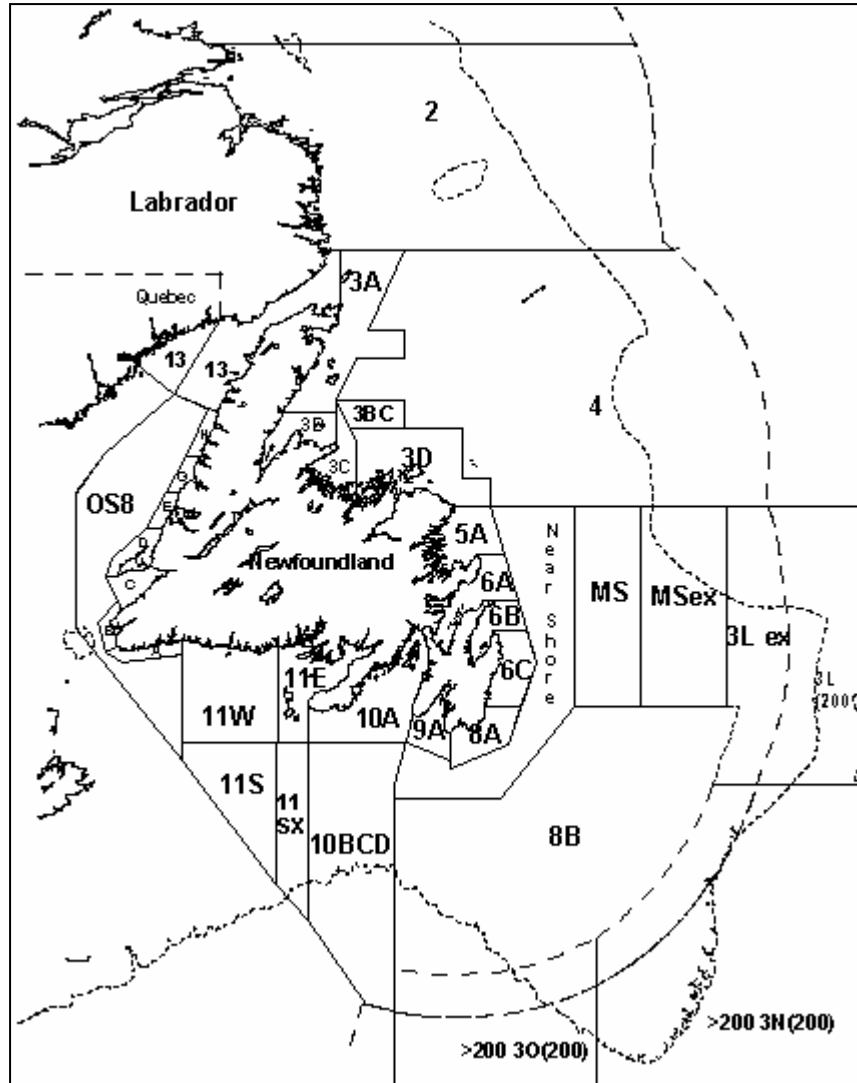 2
Labrador
3A
Quebec
13
13
4
3B
3BC
3C
3D
OS8
G
E
D
C
Newfoundland
5A
6A
6B
6C
Near Shore
MS
MSex
3L ex
3L
(200)
11E
11W
10A
9A
8A
11S
11
SX
10BCD
8B
>200 3O(200)
>200 3N(200)